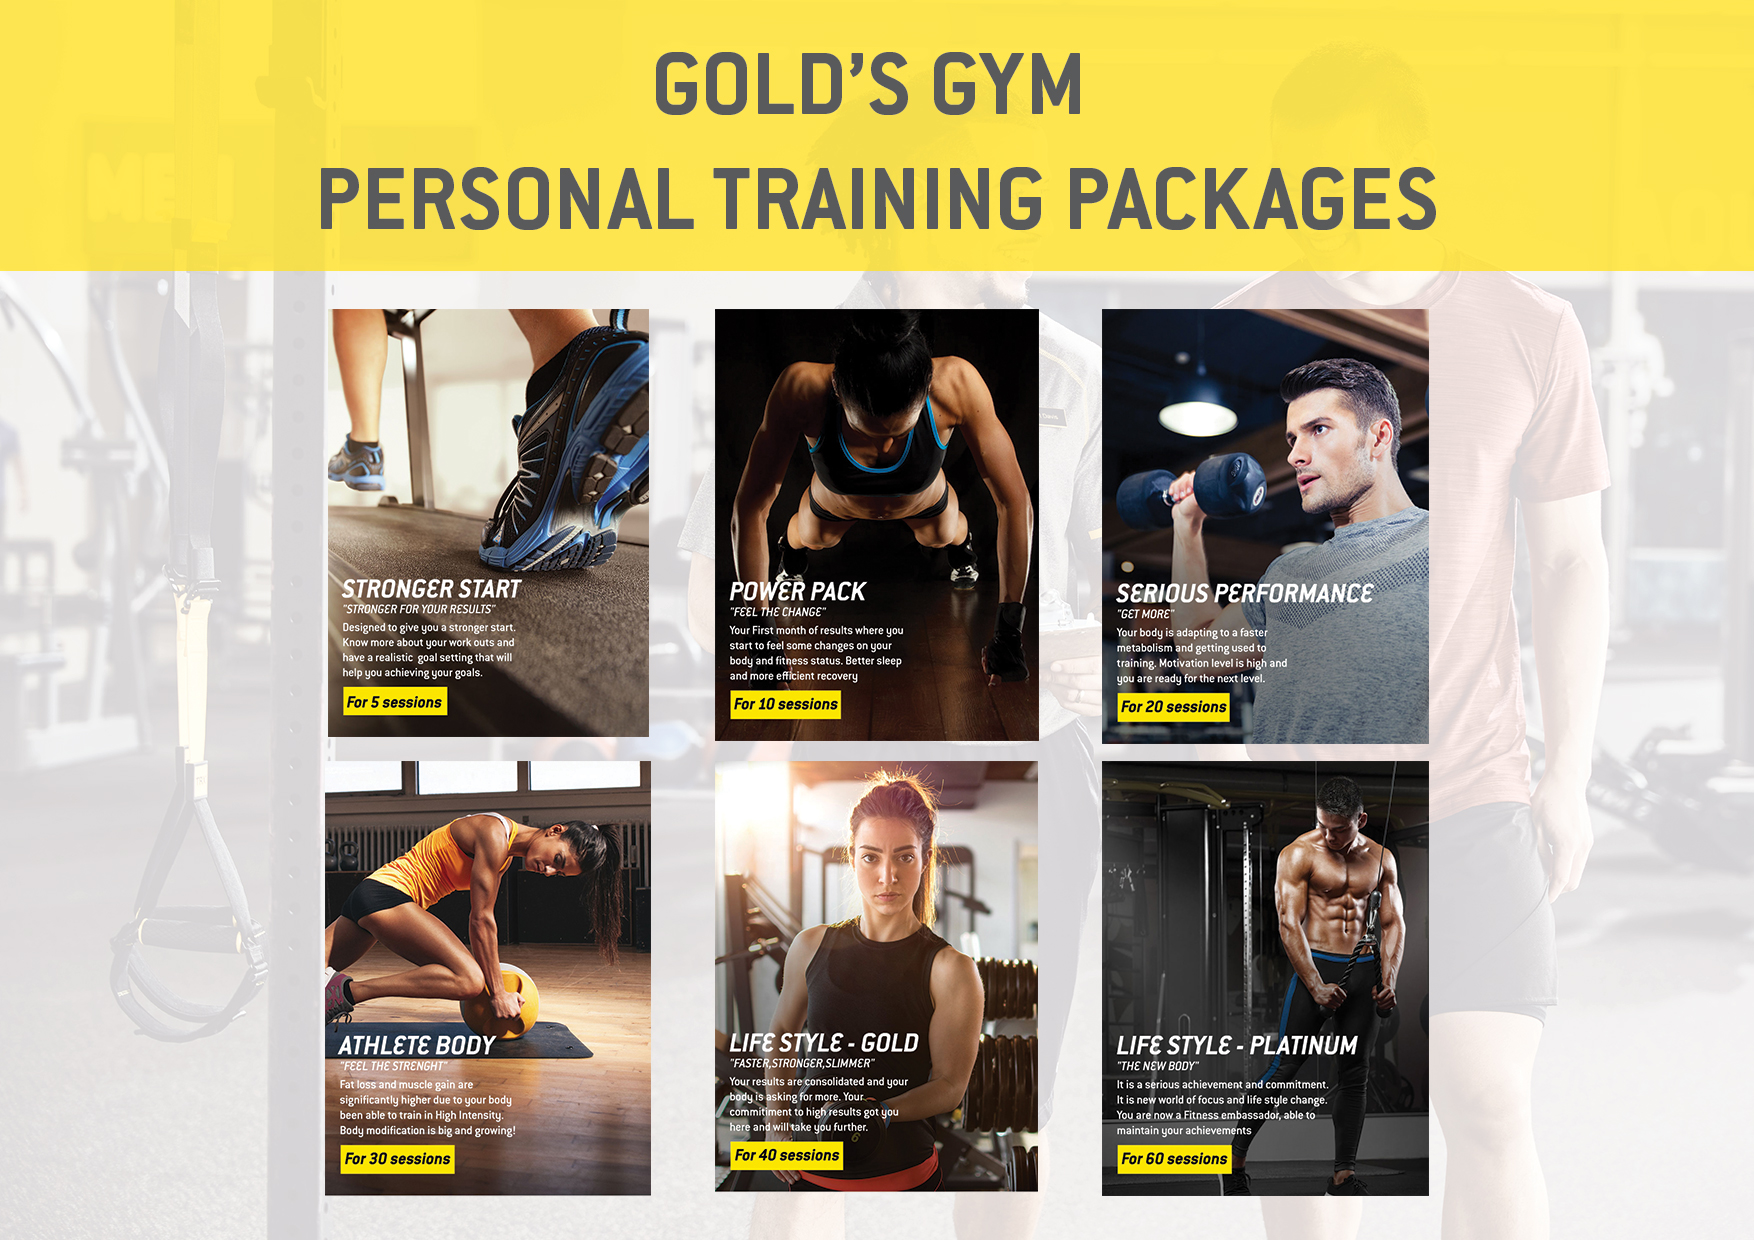 GOLD'S GYM
PERSONAL TRAINING PACKAGES
STRONGER START
"STRONGER FOR YOUR RESULTS"
Designed to give you a stronger start.
Know more about your work outs and
have a realistic goal setting that will
help you achieving your goals.
For 5 sessions
POWER PACK
"FEEL THE CHANGE"
Your First month of results where you
start to feel some changes on your
body and fitness status. Better sleep
and more efficient recovery
For 10 sessions
SERIOUS PERFORMANCE
"GET MORE"
Your body is adapting to a faster
metabolism and getting used to
training. Motivation level is high and
you are ready for the next level.
For 20 sessions
ATHLETE BODY
"FEEL THE STRENGHT"
Fat loss and muscle gain are
significantly higher due to your body
been able to train in High Intensity.
Body modification is big and growing!
For 30 sessions
LIFE STYLE - GOLD
"FASTER,STRONGER,SLIMMER"
Your results are consolidated and your
body is asking for more. Your
commitment to high results got you
here and will take you further.
6
For 40 sessions
LIFE STYLE - PLATINUM
"THE NEW BODY"
It is a serious achievement and commitment.
It is new world of focus and life style change.
You are now a Fitness embassador, able to
maintain your achievements
For 60 sessions